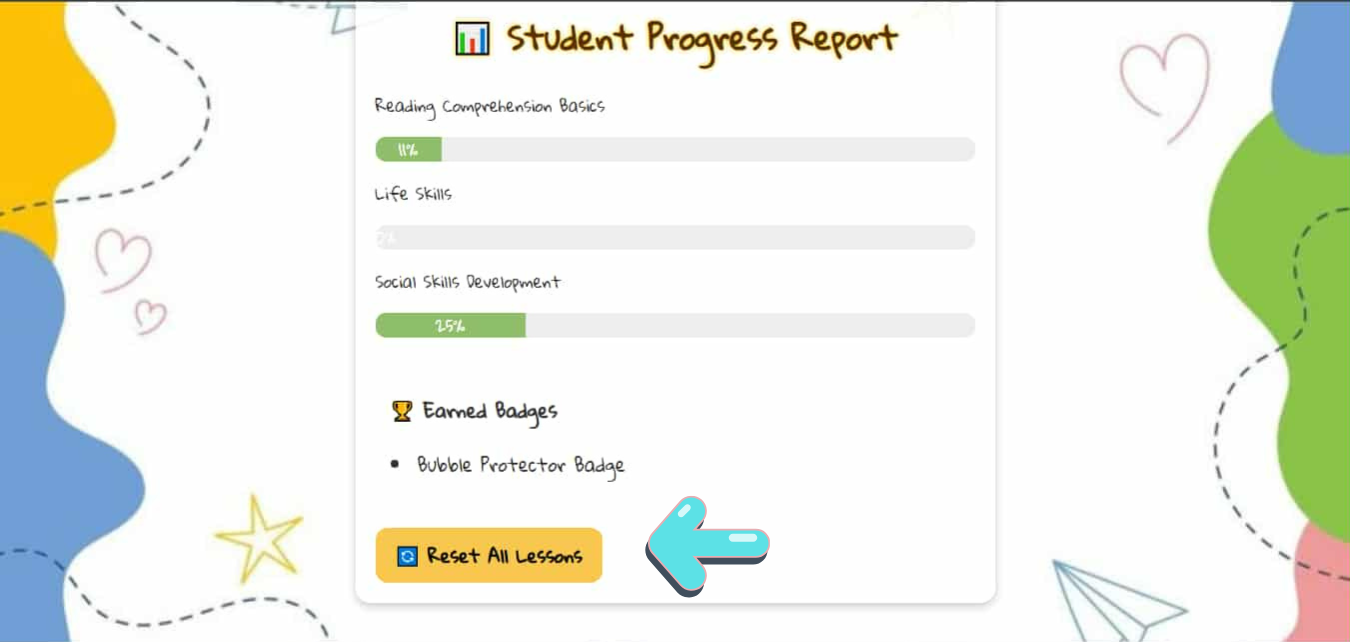 Student Progress Report
Reading Comprehension Basics
11%
Life Skills
Social Skills Development
25%
Earned Badges
Bubble Protector Badge
Reset All Lessons